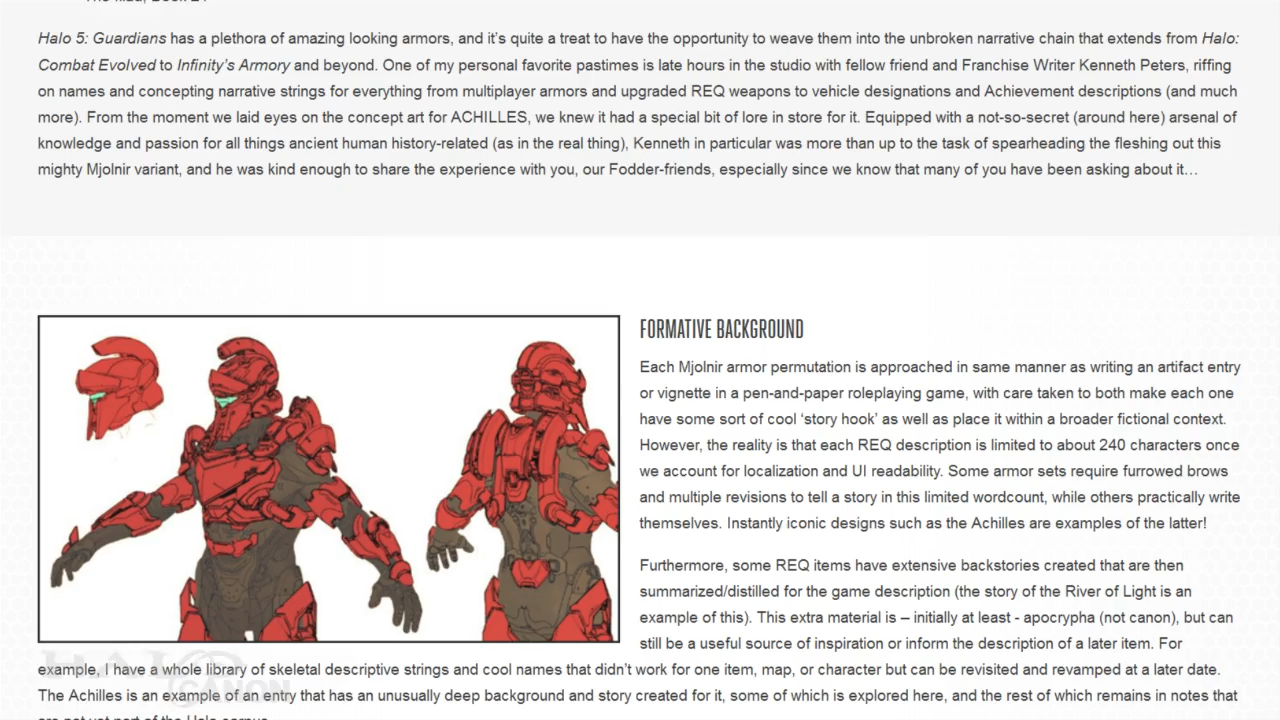 Halo 5: Guardians has a plethora of amazing looking armors, and it's quite a treat to have the opportunity to weave them into the unbroken narrative chain that extends from Halo:
Combat Evolved to Infinity's Armory and beyond. One of my personal favorite pastimes is late hours in the studio with fellow friend and Franchise Writer Kenneth Peters, riffing
on names and concepting narrative strings for everything from multiplayer armors and upgraded REQ weapons to vehicle designations and Achievement descriptions (and much
more). From the moment we laid eyes on the concept art for ACHILLES, we knew it had a special bit of lore in store for it. Equipped with a not-so-secret (around here) arsenal of
knowledge and passion for all things ancient human history-related (as in the real thing), Kenneth in particular was more than up to the task of spearheading the fleshing out this
mighty Mjolnir variant, and he was kind enough to share the experience with you, our Fodder-friends, especially since we know that many of you have been asking about it…
FORMATIVE BACKGROUND
Each Mjolnir armor permutation is approached in same manner as writing an artifact entry
or vignette in a pen-and-paper roleplaying game, with care taken to both make each one
have some sort of cool 'story hook' as well as place it within a broader fictional context.
However, the reality is that each REQ description is limited to about 240 characters once
we account for localization and UI readability. Some armor sets require furrowed brows
and multiple revisions to tell a story in this limited wordcount, while others practically write
themselves. Instantly iconic designs such as the Achilles are examples of the latter!
Furthermore, some REQ items have extensive backstories created that are then
summarized/distilled for the game description (the story of the River of Light is an
example of this). This extra material is – initially at least - apocrypha (not canon), but can
still be a useful source of inspiration or inform the description of a later item. For
example, I have a whole library of skeletal descriptive strings and cool names that didn't work for one item, map, or character but can be revisited and revamped at a later date.
The Achilles is an example of an entry that has an unusually deep background and story created for it, some of which is explored here, and the rest of which remains in notes that
HALO
CANON